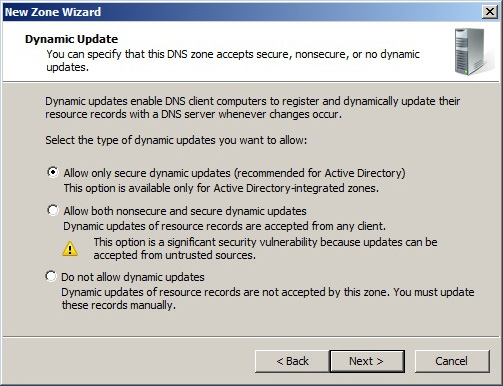 New Zone Wizard
Dynamic Update
You can specify that this DNS zone accepts secure, nonsecure, or no dynamic
updates.
Dynamic updates enable DNS client computers to register and dynamically update their
resource records with a DNS server whenever changes occur.
Select the type of dynamic updates you want to allow:
Allow only secure dynamic updates (recommended for Active Directory)
This option is available only for Active Directory-integrated zones.
Allow both nonsecure and secure dynamic updates
Dynamic updates of resource records are accepted from any client.
This option is a significant security vulnerability because updates can be
accepted from untrusted sources.
Do not allow dynamic updates
Dynamic updates of resource records are not accepted by this zone. You must update
these records manually.
< Back Next > Cancel